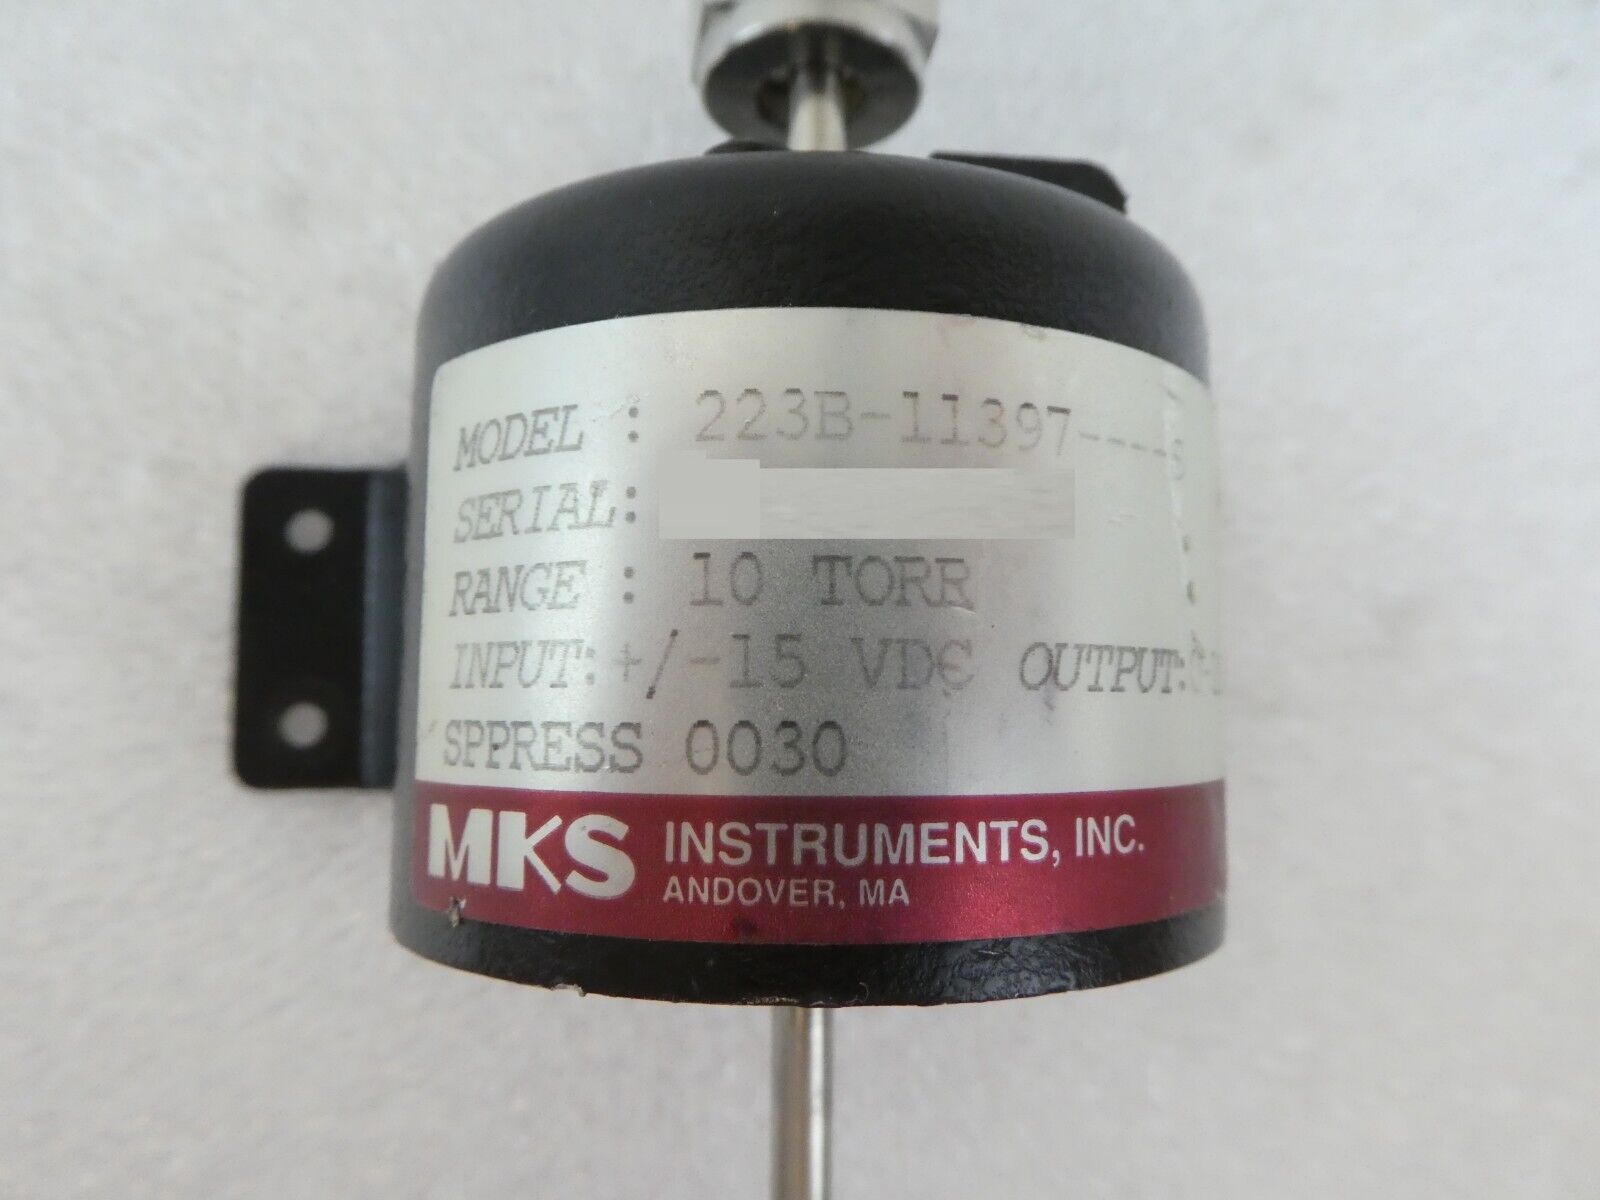 MODEL : 223B-11397----S
SERIAL:
RANGE : 10 TORR
INPUT: +/-15 VDC OUTPUT:
SPPRESS 0030
MKS INSTRUMENTS, INC.
ANDOVER, MA